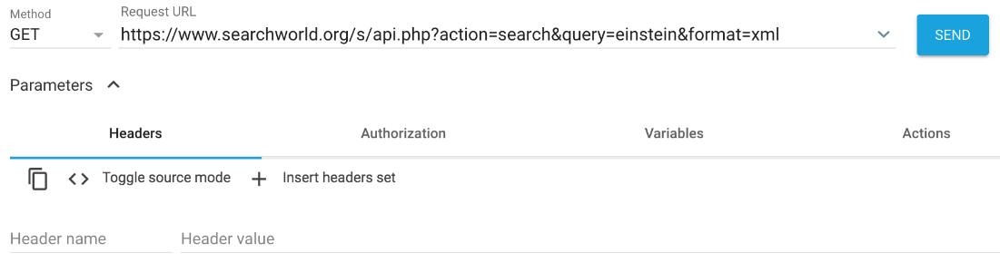 Method Request URL
GET https://www.searchworld.org/s/api.php?action=search&query=einstein&format=xml SEND
Parameters
Headers Authorization Variables Actions
Toggle source mode Insert headers set
Header name Header value